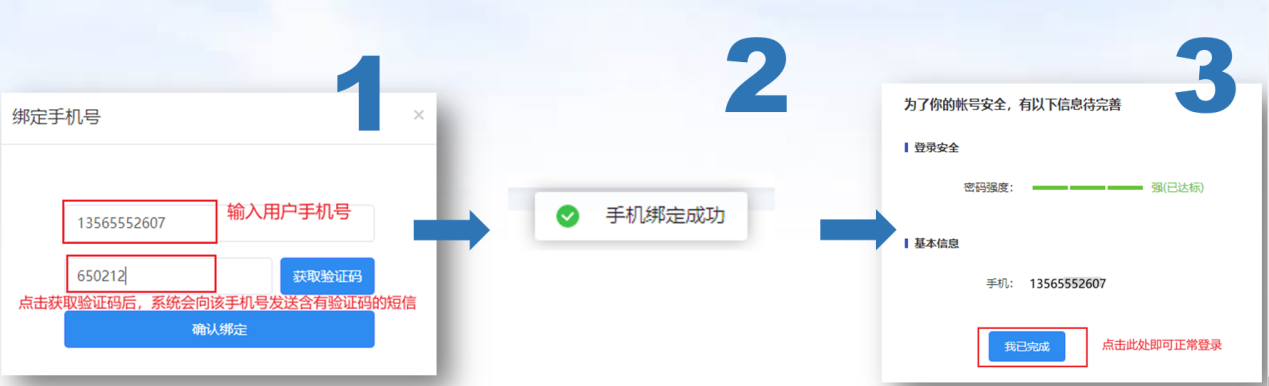 1
绑定手机号
×
13565552607
输入用户手机号
650212
获取验证码
点击获取验证码后，系统会向该手机号发送含有验证码的短信
确认绑定
2
手机绑定成功
3
为了你的帐号安全，有以下信息待完善
登录安全
密码强度： 强(已达标)
基本信息
手机： 13565552607
我已完成
点击此处即可正常登录